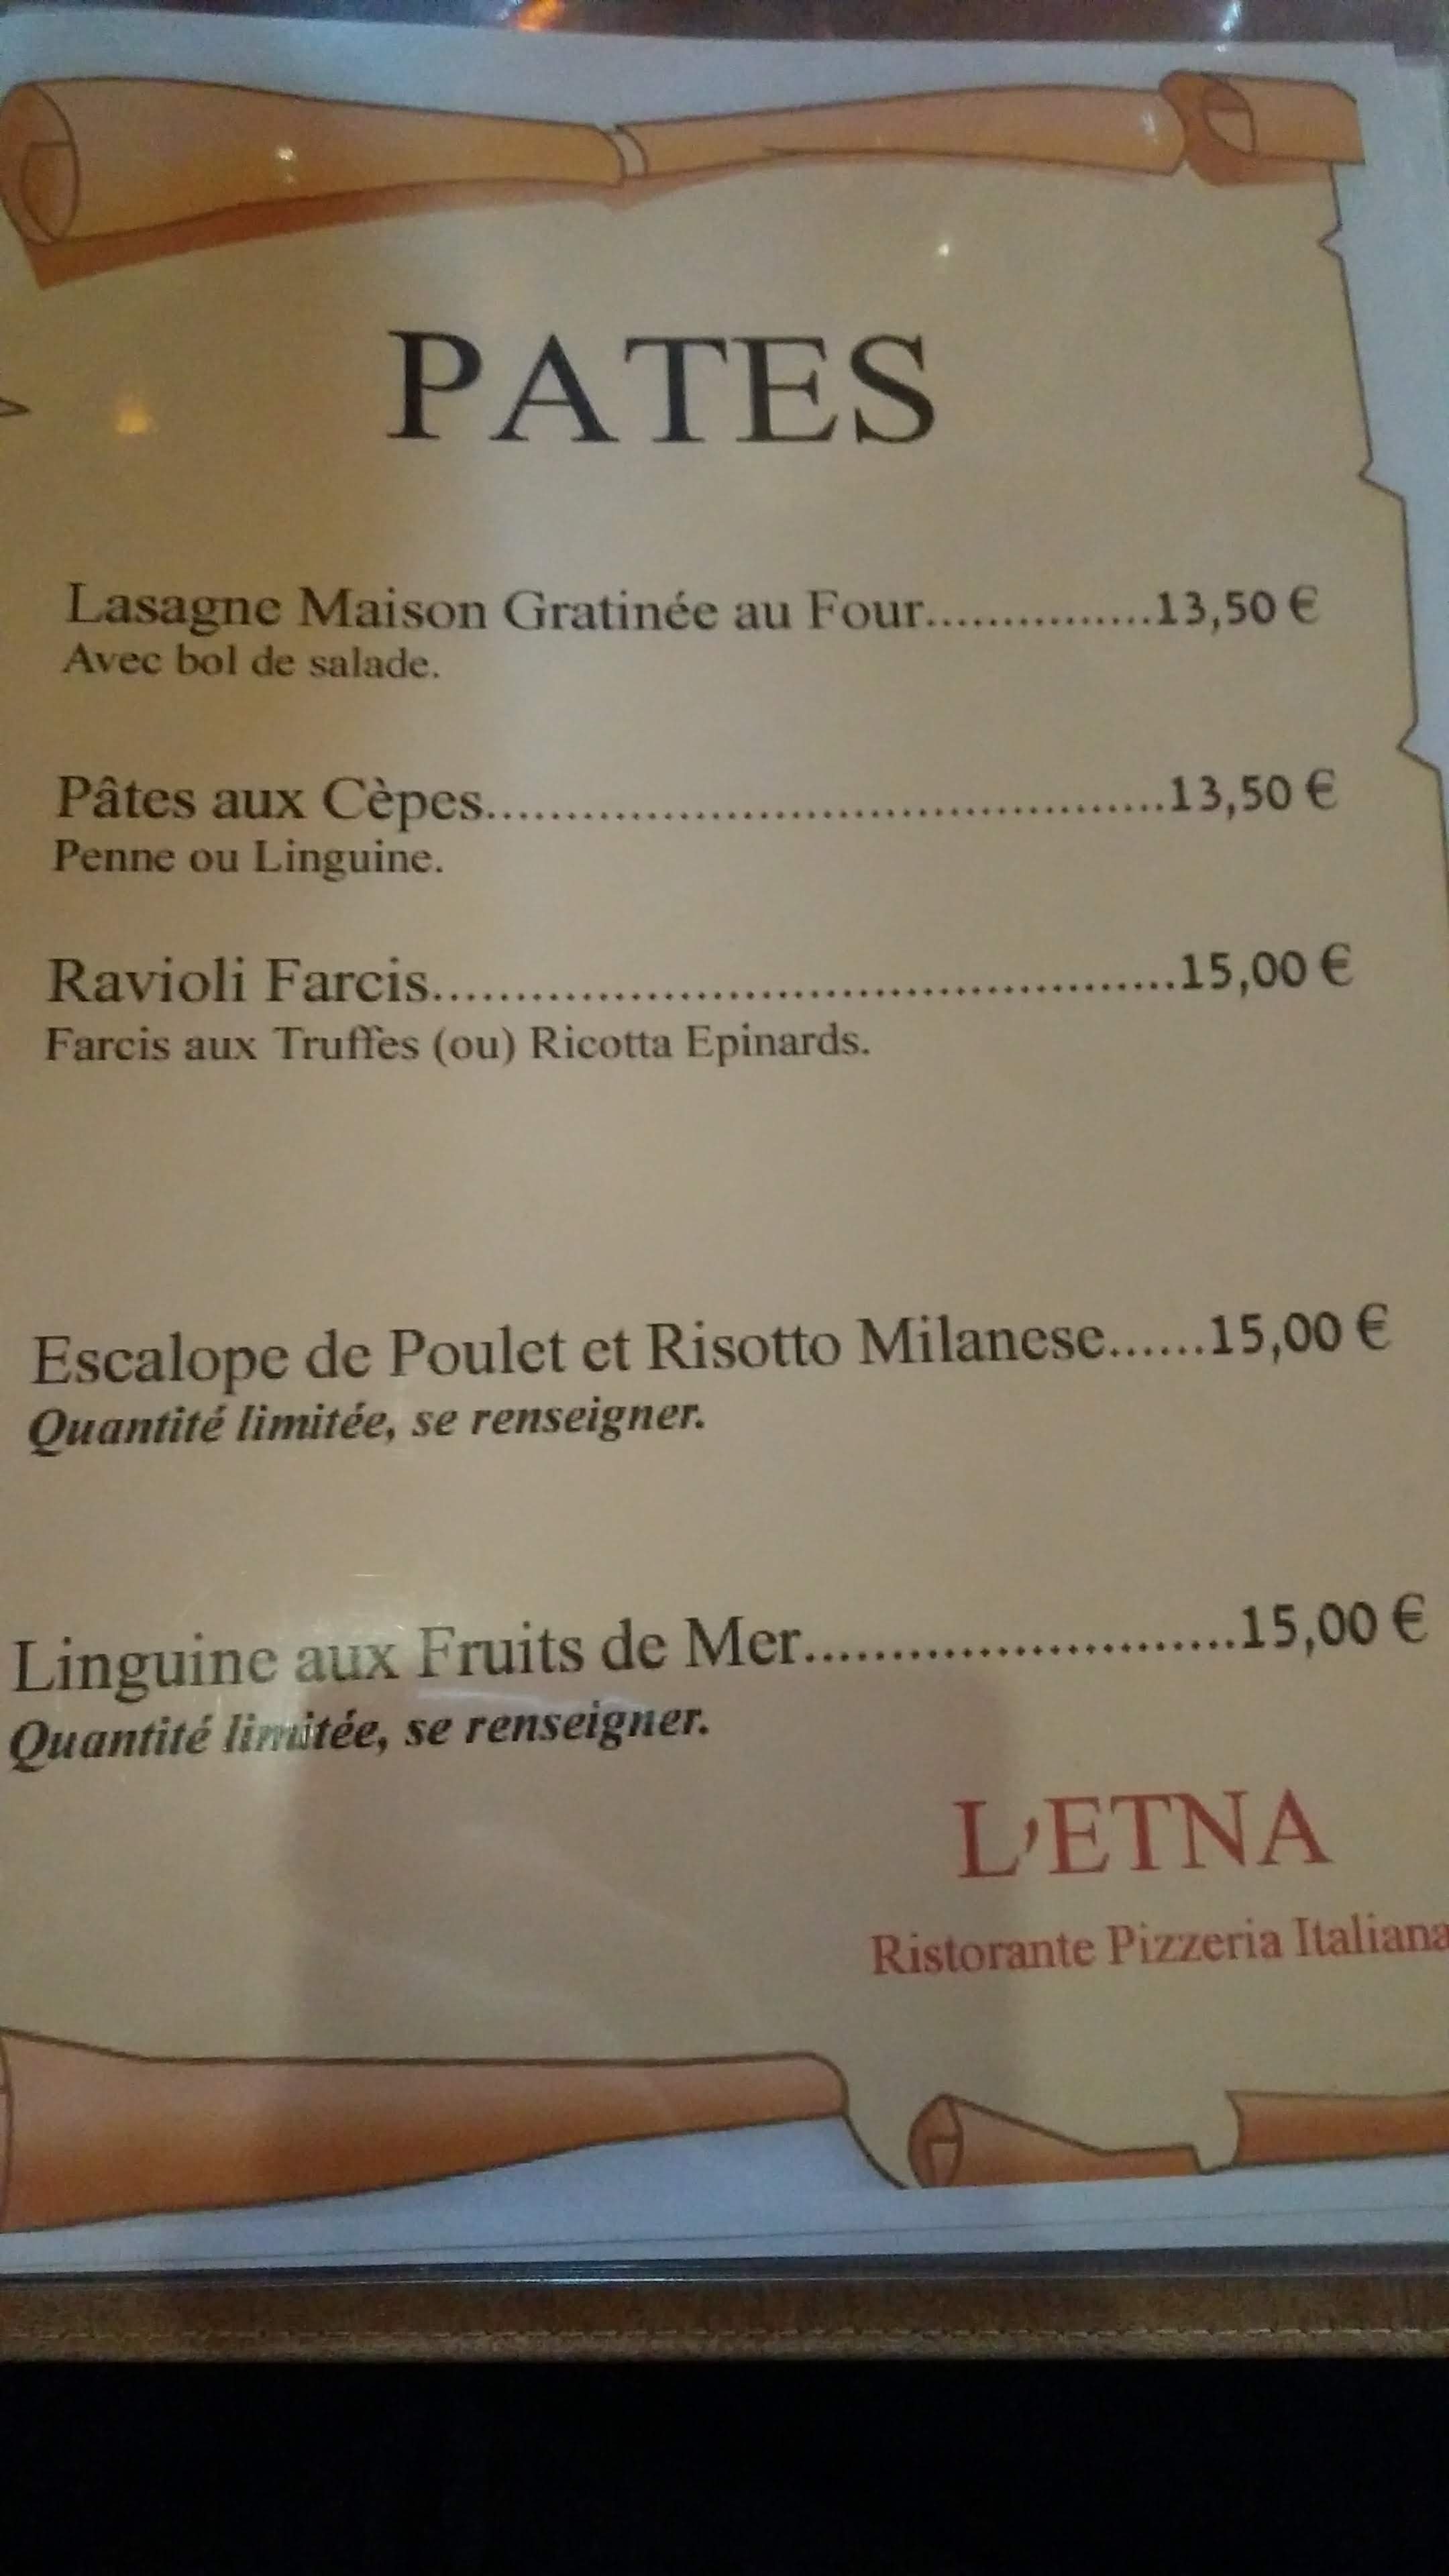 PATES
Lasagne Maison Gratinée au Four...............13,50 €
Avec bol de salade.
Pâtes aux Cèpes............................................13,50 €
Penne ou Linguine.
Ravioli Farcis................................................15,00 €
Farcis aux Truffes (ou) Ricotta Epinards.
Escalope de Poulet et Risotto Milanese......15,00 €
Quantité limitée, se renseigner.
Linguine aux Fruits de Mer............................15,00 €
Quantité limitée, se renseigner.
L'ETNA
Ristorante Pizzeria Italiana